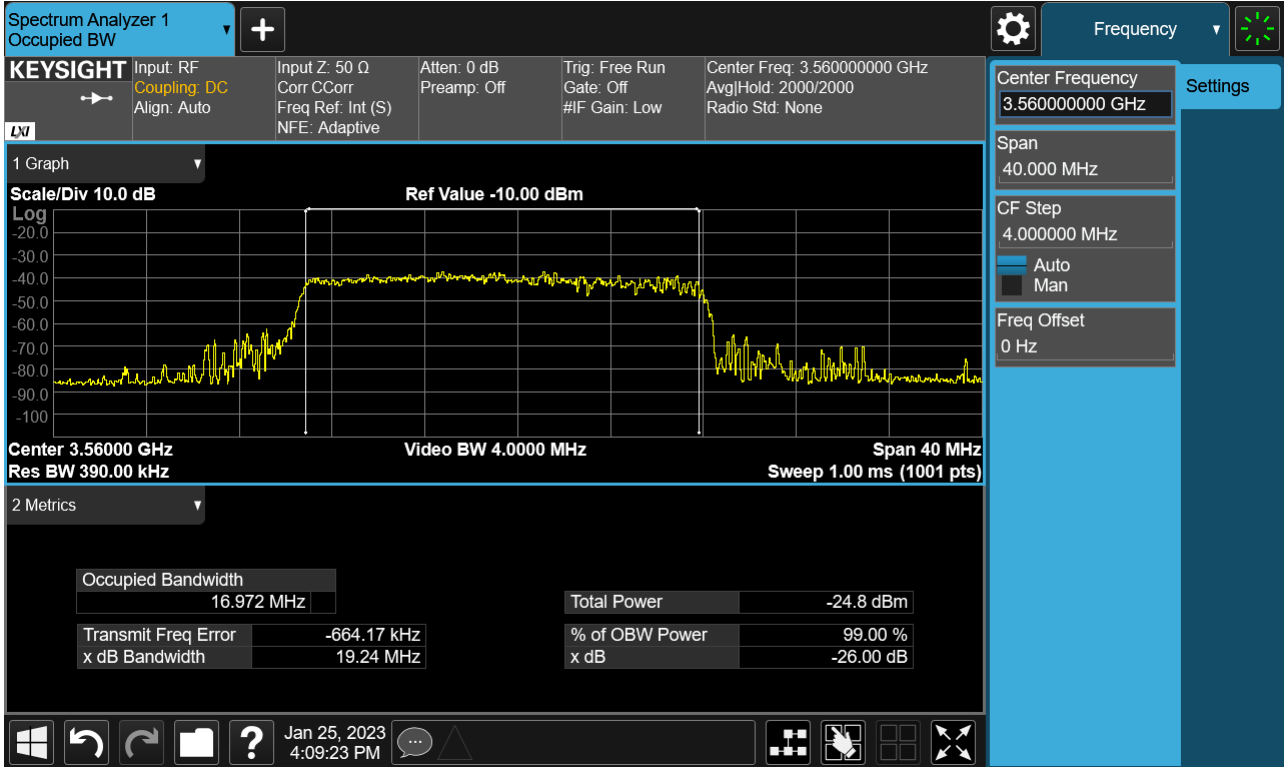 Spectrum Analyzer 1
Occupied BW
Frequency
KEYSIGHT
LXI
Input: RF
Coupling: DC
Align: Auto
Input Z: 50 Ω
Corr CCorr
Freq Ref: Int (S)
NFE: Adaptive
Atten: 0 dB
Preamp: Off
Trig: Free Run
Gate: Off
#IF Gain: Low
Center Freq: 3.560000000 GHz
Avg|Hold: 2000/2000
Radio Std: None
Center Frequency
3.560000000 GHz
Settings
Span
40.000 MHz
CF Step
4.000000 MHz
Auto
Man
Freq Offset
0 Hz
1 Graph
Scale/Div 10.0 dB
Ref Value -10.00 dBm
Log
-20.0
-30.0
-40.0
-50.0
-60.0
-70.0
-80.0
-90.0
-100
Center 3.56000 GHz
Video BW 4.0000 MHz
Span 40 MHz
Res BW 390.00 kHz
Sweep 1.00 ms (1001 pts)
2 Metrics
Occupied Bandwidth
16.972 MHz
Total Power -24.8 dBm
Transmit Freq Error -664.17 kHz
% of OBW Power 99.00 %
x dB Bandwidth 19.24 MHz
x dB -26.00 dB
?
Jan 25, 2023
4:09:23 PM